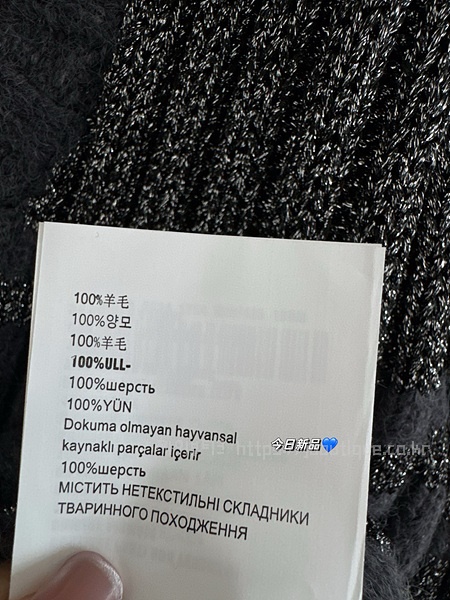 100%羊毛
100%양모
100%羊毛
100%ULL-
100%шерсть
100%YÜN
Dokuma olmayan hayvansal
kaynaklı parçalar içerir
今日新品💙
100%шерсть
МІСТИТЬ НЕТЕКСТИЛЬНІ СКЛАДНИКИ
ТВАРИННОГО ПОХОДЖЕННЯ